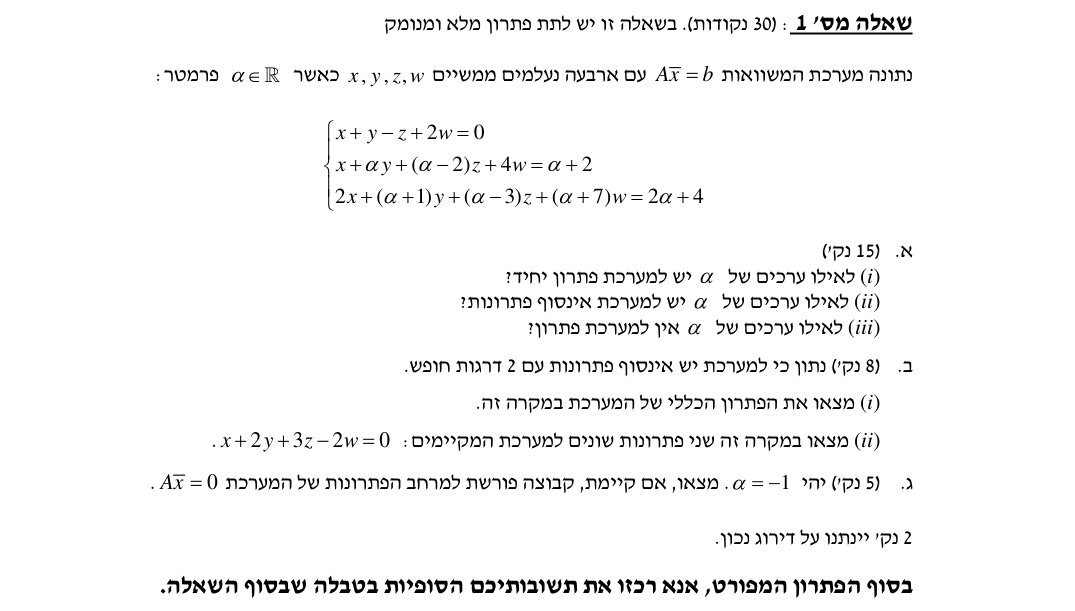 שאלה מס׳ 1 : (30 נקודות). בשאלה זו יש לתת פתרון מלא ומנומק
נתונה מערכת המשוואות Ax̅ = b עם ארבעה נעלמים ממשיים x, y, z, w כאשר α∈ℝ פרמטר:
x + y − z + 2w = 0
x + αy + (α − 2)z + 4w = α + 2
2x + (α + 1)y + (α − 3)z + (α + 7)w = 2α + 4
א. (15 נק׳)
(i) לאילו ערכים של α יש למערכת פתרון יחיד?
(ii) לאילו ערכים של α יש למערכת אינסוף פתרונות?
(iii) לאילו ערכים של α אין למערכת פתרון?
ב. (8 נק׳) נתון כי למערכת יש אינסוף פתרונות עם 2 דרגות חופש.
(i) מצאו את הפתרון הכללי של המערכת במקרה זה.
(ii) מצאו במקרה זה שני פתרונות שונים למערכת המקיימים: x + 2y + 3z − 2w = 0 .
ג. (5 נק׳) יהי α = −1 . מצאו, אם קיימת, קבוצה פורשת למרחב הפתרונות של המערכת Ax̅ = 0 .
2 נק׳ יינתנו על דירוג נכון.
בסוף הפתרון המפורט, אנא רכזו את תשובותיכם הסופיות בטבלה שבסוף השאלה.